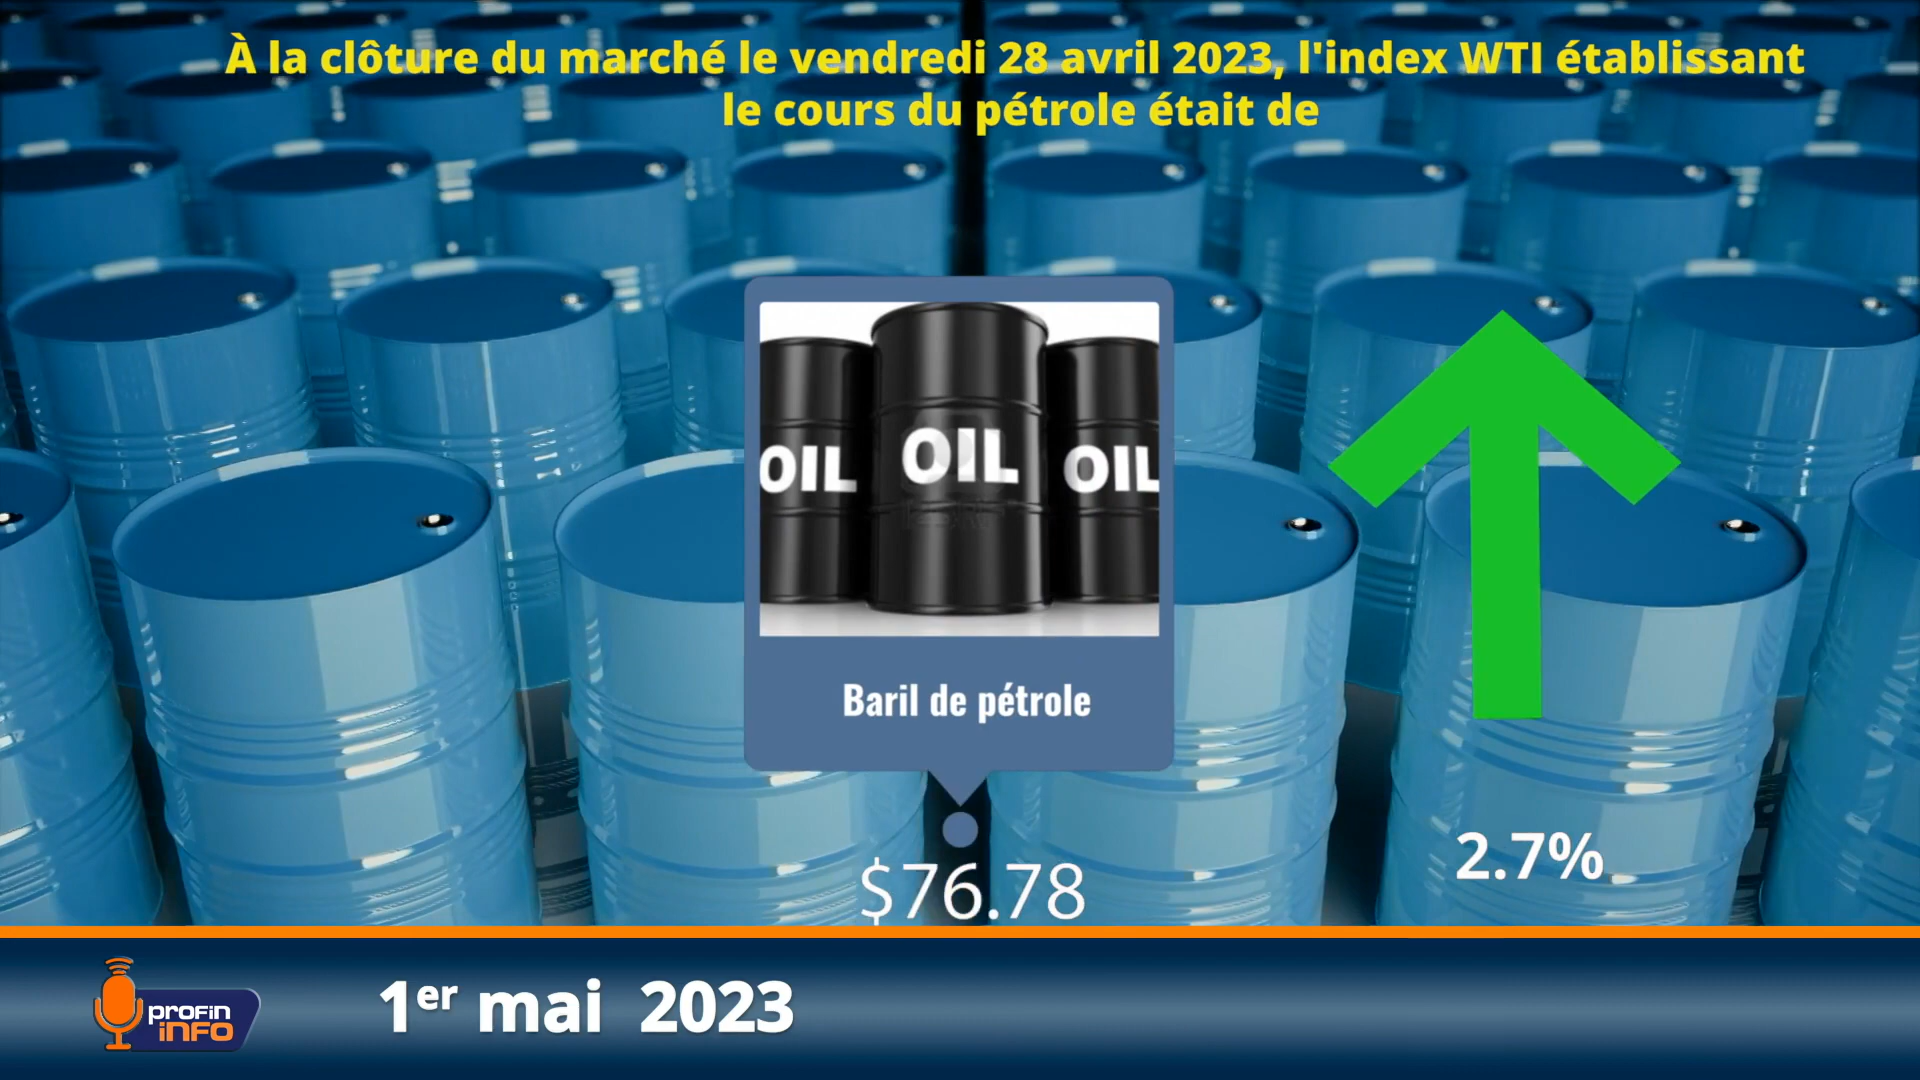 À la clôture du marché le vendredi 28 avril 2023, l'index WTI établissant
le cours du pétrole était de
OIL
OIL
OIL
Baril de pétrole
2.7%
$76.78
profin
iNFO
1er mai 2023